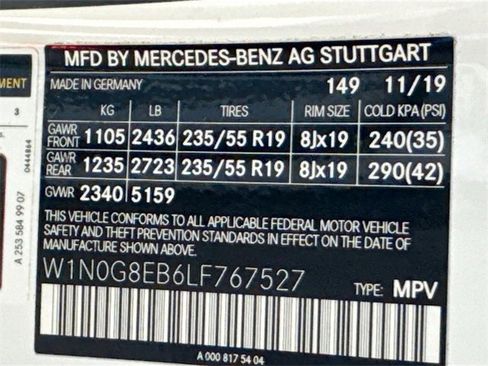 MFD BY MERCEDES-BENZ AG STUTTGART
MADE IN GERMANY 149 11/19
KG LB TIRES RIM SIZE COLD KPA(PSI)
GAWR FRONT 1105 2436 235/55 R19 8Jx19 240(35)
GAWR REAR 1235 2723 235/55 R19 8Jx19 290(42)
GVWR 2340 5159
THIS VEHICLE CONFORMS TO ALL APPLICABLE FEDERAL MOTOR VEHICLE
SAFETY AND THEFT PREVENTION STANDARDS IN EFFECT ON THE DATE OF
MANUFACTURE SHOWN ABOVE.
W1N0G8EB6LF767527
TYPE: MPV
A 000 817 54 04
MENT
3
D444864
A 253 584 99 07